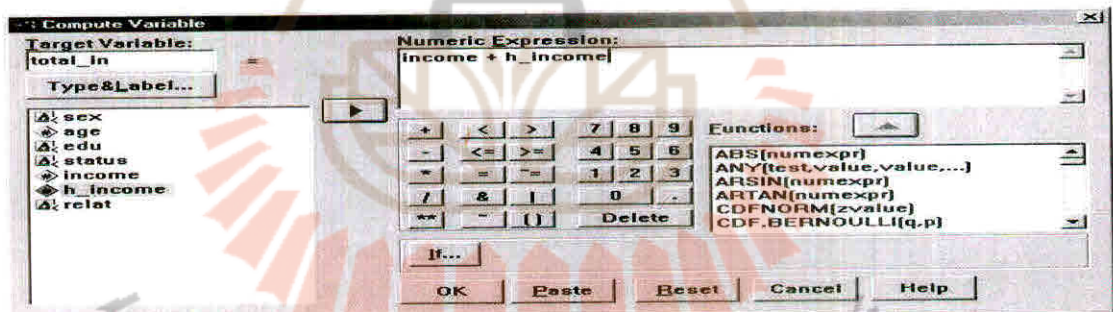 Compute Variable
Target Variable:
total_in
=
Type&Label...
sex
age
edu
status
income
h_income
relat
Numeric Expression:
income + h_income
+ < > 7 8 9
- <= >= 4 5 6
* = ~= 1 2 3
/ & | 0 .
** ~ () Delete
Functions:
ABS(numexpr)
ANY(test,value,value,...)
ARSIN(numexpr)
ARTAN(numexpr)
CDFNORM(zvalue)
CDF.BERNOULLI(q,p)
If...
OK Paste Reset Cancel Help